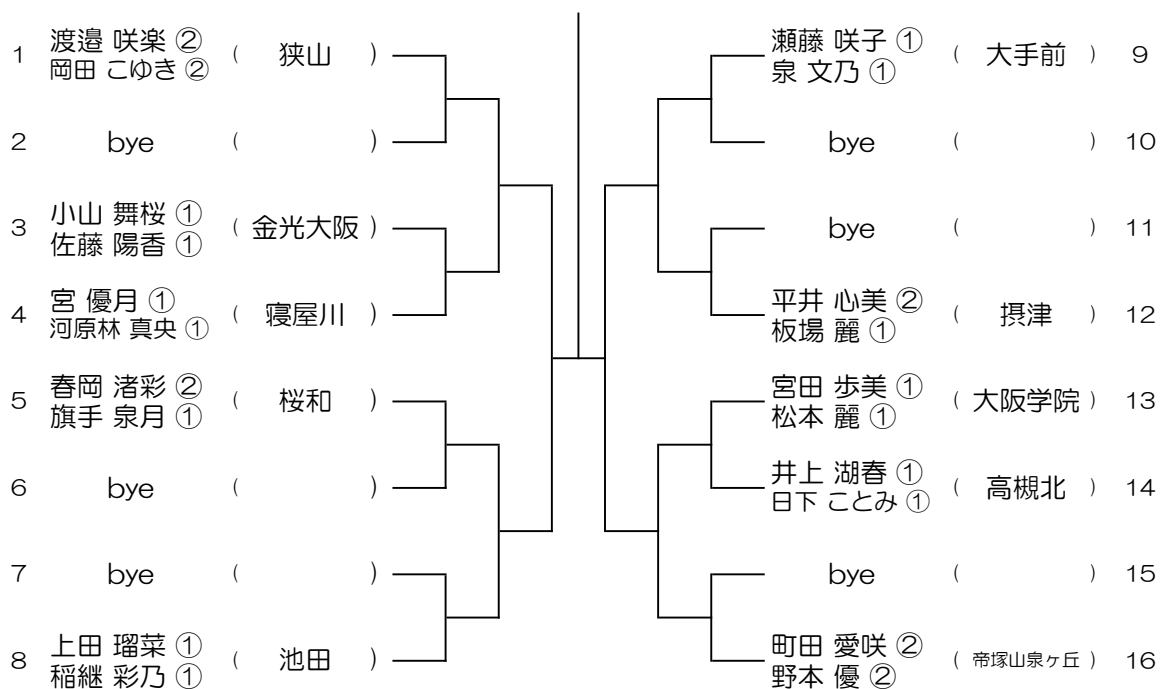 渡邉 咲楽 ②
1 ( 狭山 )
岡田 こゆき ②
2 bye ( )
小山 舞桜 ①
3 ( 金光大阪 )
佐藤 陽香 ①
宮 優月 ①
4 ( 寝屋川 )
河原林 真央 ①
春岡 渚彩 ②
5 ( 桜和 )
旗手 泉月 ①
6 bye ( )
7 bye ( )
上田 瑠菜 ①
8 ( 池田 )
稲継 彩乃 ①
瀬藤 咲子 ①
( 大手前 ) 9
泉 文乃 ①
bye ( ) 10
bye ( ) 11
平井 心美 ②
( 摂津 ) 12
板場 麗 ①
宮田 歩美 ①
( 大阪学院 ) 13
松本 麗 ①
井上 湖春 ①
( 高槻北 ) 14
日下 ことみ ①
bye ( ) 15
町田 愛咲 ②
( 帝塚山泉ヶ丘 ) 16
野本 優 ②